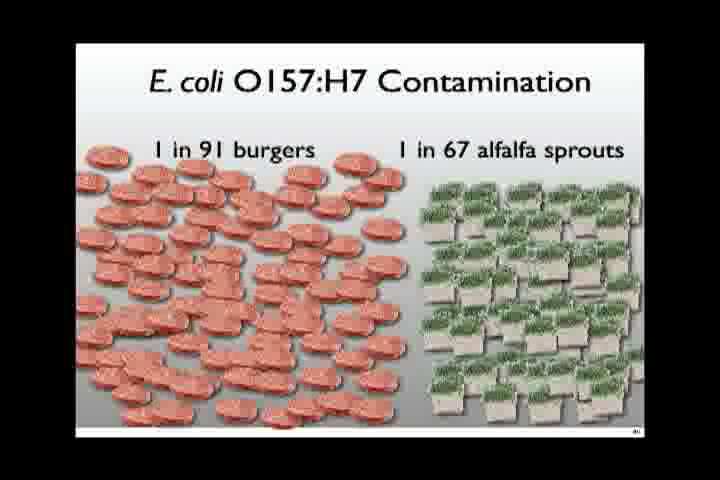 E. coli O157:H7 Contamination
1 in 91 burgers
1 in 67 alfalfa sprouts